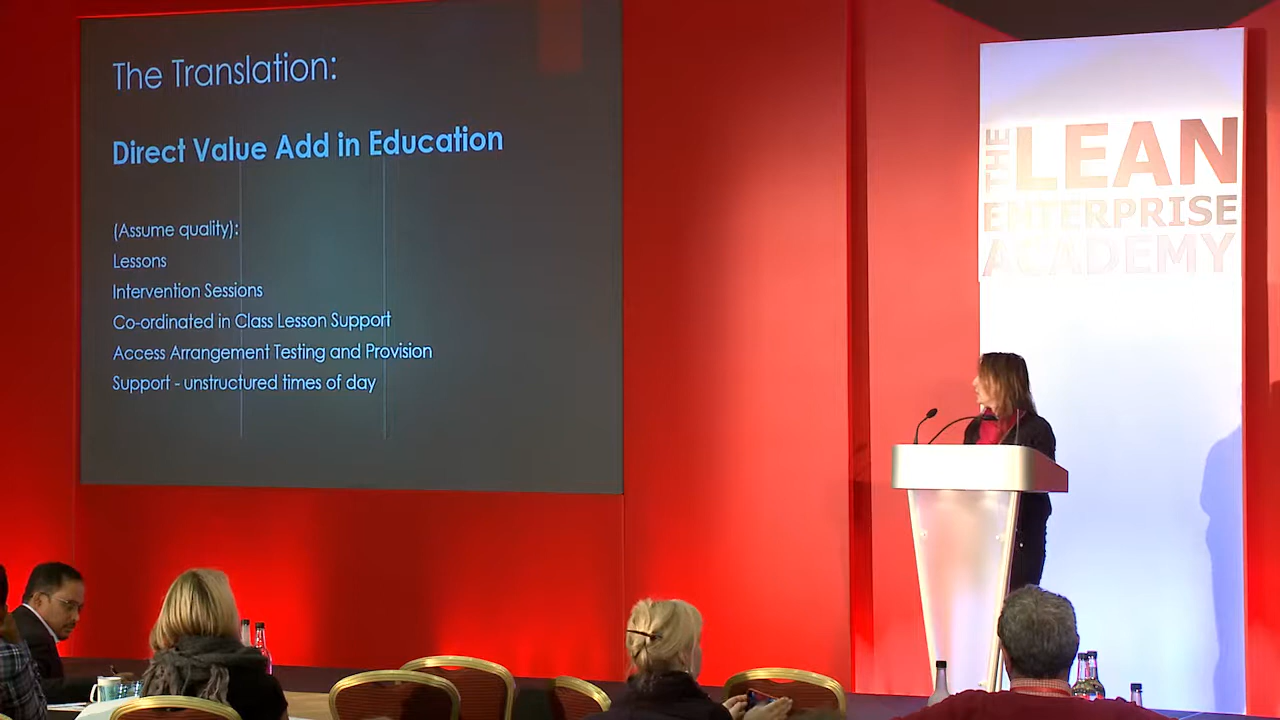 The Translation:
Direct Value Add in Education
(Assume quality):
Lessons
Intervention Sessions
Co-ordinated in Class Lesson Support
Access Arrangement Testing and Provision
Support - unstructured times of day
THE LEAN
ENTERPRISE
ACADEMY